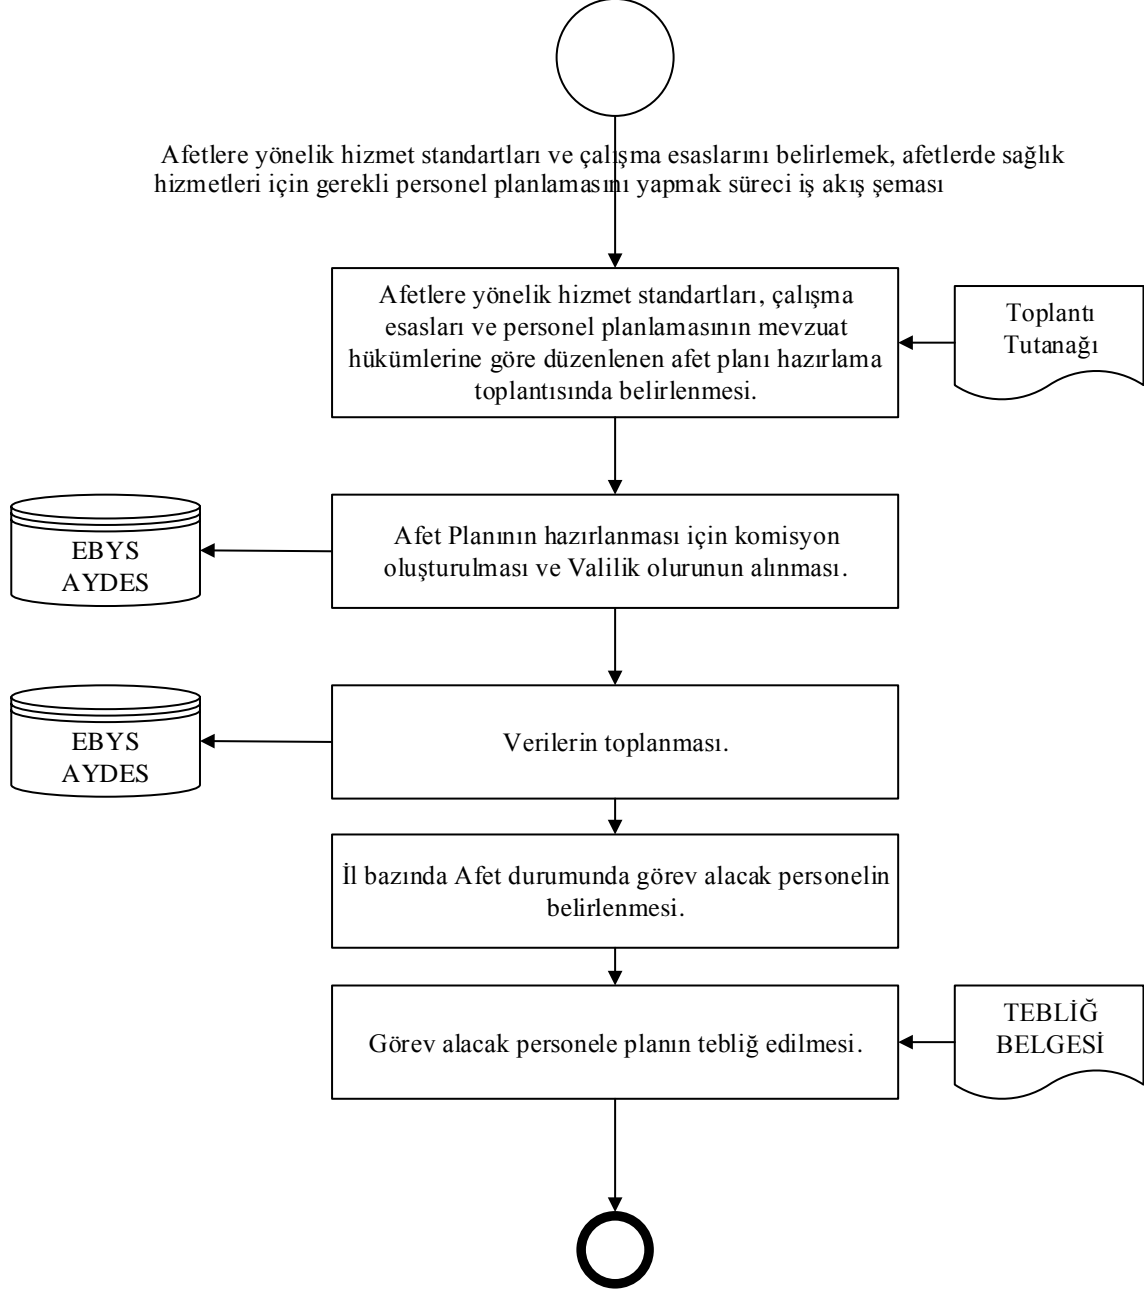 Afetlere yönelik hizmet standartları ve çalışma esaslarını belirlemek, afetlerde sağlık
hizmetleri için gerekli personel planlamasını yapmak süreci iş akış şeması
Afetlere yönelik hizmet standartları, çalışma
esasları ve personel planlamasının mevzuat
hükümlerine göre düzenlenen afet planı hazırlama
toplantısında belirlenmesi.
Toplantı
Tutanağı
EBYS
AYDES
Afet Planının hazırlanması için komisyon
oluşturulması ve Valilik olurunun alınması.
EBYS
AYDES
Verilerin toplanması.
İl bazında Afet durumunda görev alacak personelin
belirlenmesi.
Görev alacak personele planın tebliğ edilmesi.
TEBLİĞ
BELGESİ